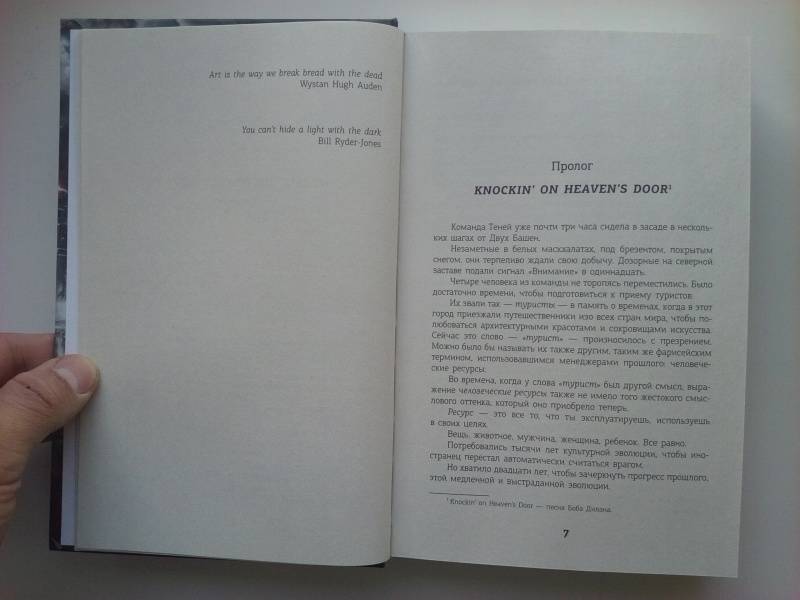 Art is the way we break bread with the dead
Wystan Hugh Auden
You can't hide a light with the dark
Bill Ryder-Jones
Пролог
KNOCKIN' ON HEAVEN'S DOOR¹
Команда Теней уже почти три часа сидела в засаде в несколь-
ких шагах от Двух Башен.
Незаметные в белых масххалатах, под брезентом, покрытым
снегом, они терпеливо ждали свою добычу. Дозорные на северной
заставе подали сигнал «Внимание» в одиннадцать.
Четыре человека из команды не торопясь переместились. Было
достаточно времени, чтобы подготовиться к приему туристов.
Их звали так — туристы — в память о временах, когда в этот
город приезжали путешественники изо всех стран мира, чтобы по-
любоваться архитектурными красотами и сокровищами искусства.
Сейчас это слово — «турист» — произносилось с презрением.
Можно было бы называть их также другим, таким же фарисейским
термином, использовавшимся менеджерами прошлого: человече-
ские ресурсы.
Во времена, когда у слова «турист» был другой смысл, выра-
жение человеческие ресурсы также не имело того жестокого смыс-
лового оттенка, который оно приобрело теперь.
Ресурс — это все то, что ты эксплуатируешь, используешь
в своих целях.
Вещь, животное, мужчина, женщина, ребенок. Все равно.
Потребовались тысячи лет культурной эволюции, чтобы ино-
странец перестал автоматически считаться врагом.
Но хватило двадцати лет, чтобы зачеркнуть прогресс прошлого,
этой медленной и выстраданной эволюции.
¹ Knockin' on Heaven's Door — песня Боба Дилана.
7